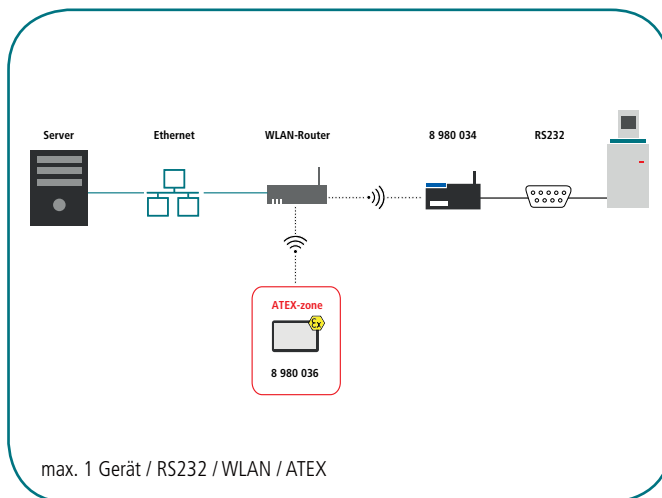 Server
Ethernet
WLAN-Router
8 980 034
RS232
ATEX-zone
Ex
8 980 036
max. 1 Gerät / RS232 / WLAN / ATEX